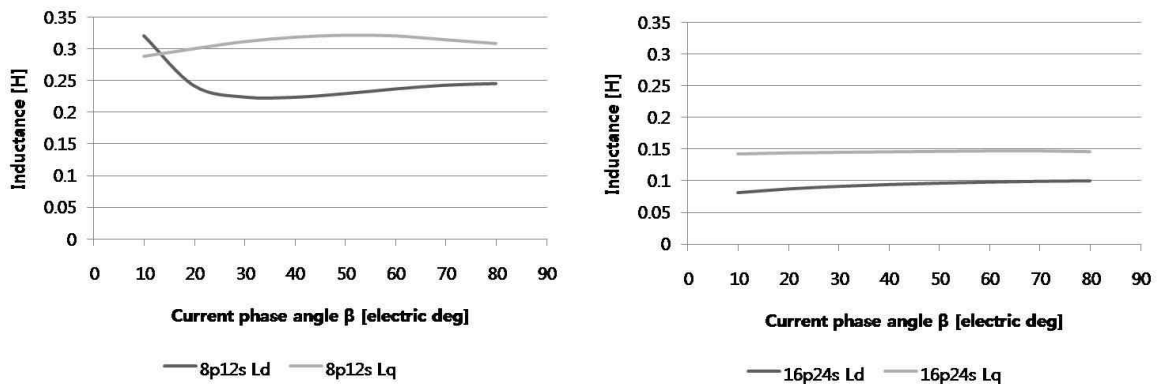 Inductance [H]
0.35
0.3
0.25
0.2
0.15
0.1
0.05
0
0 10 20 30 40 50 60 70 80 90
Current phase angle β [electric deg]
8p12s Ld 8p12s Lq
Inductance [H]
0.35
0.3
0.25
0.2
0.15
0.1
0.05
0
0 10 20 30 40 50 60 70 80 90
Current phase angle β [electric deg]
16p24s Ld 16p24s Lq